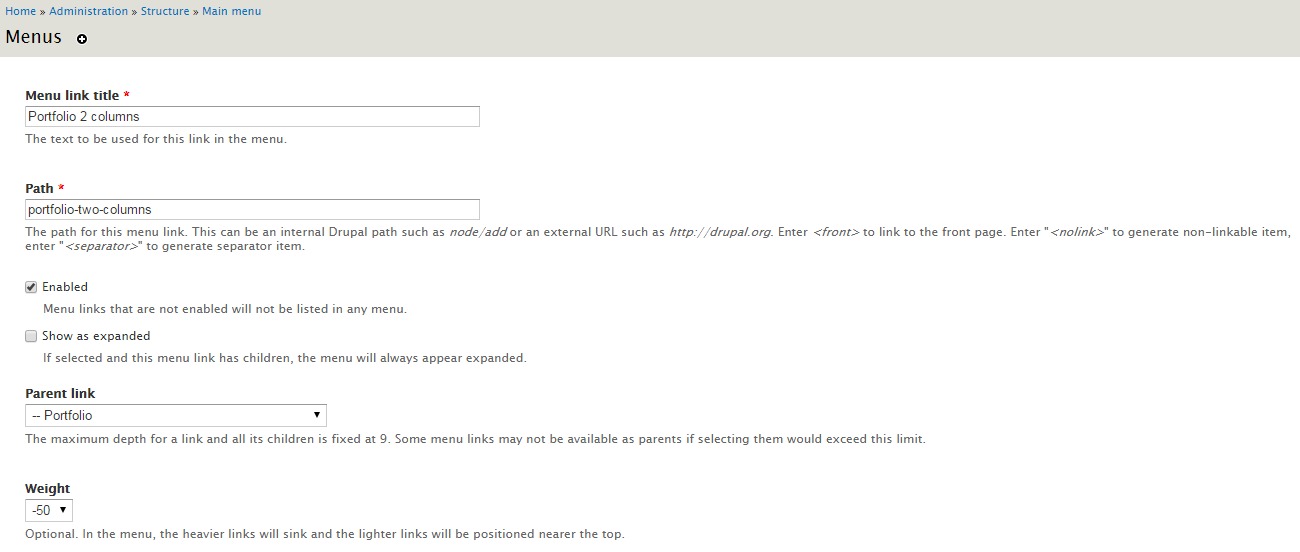 Home » Administration » Structure » Main menu
Menus
Menu link title *
Portfolio 2 columns
The text to be used for this link in the menu.
Path *
portfolio-two-columns
The path for this menu link. This can be an internal Drupal path such as node/add or an external URL such as http://drupal.org. Enter <front> to link to the front page. Enter "<nolink>" to generate non-linkable item,
enter "<separator>" to generate separator item.
Enabled
Menu links that are not enabled will not be listed in any menu.
Show as expanded
If selected and this menu link has children, the menu will always appear expanded.
Parent link
-- Portfolio
The maximum depth for a link and all its children is fixed at 9. Some menu links may not be available as parents if selecting them would exceed this limit.
Weight
-50
Optional. In the menu, the heavier links will sink and the lighter links will be positioned nearer the top.